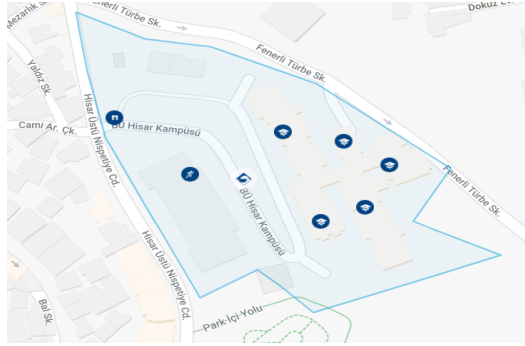 Mezarlık
Fenerli Türbe Sk.
Dokuz
Yaldız Sk.
Fenerli Türbe Sk.
Hisar Üstü Nispetiye Cd.
Cami Ar. Çk.
BÜ Hisar Kampüsü
BÜ Hisar Kampüsü
Fenerli Türbe Sk.
Hisar Üstü Nispetiye Cd.
Bal Sk.
Park-İçi Yolu